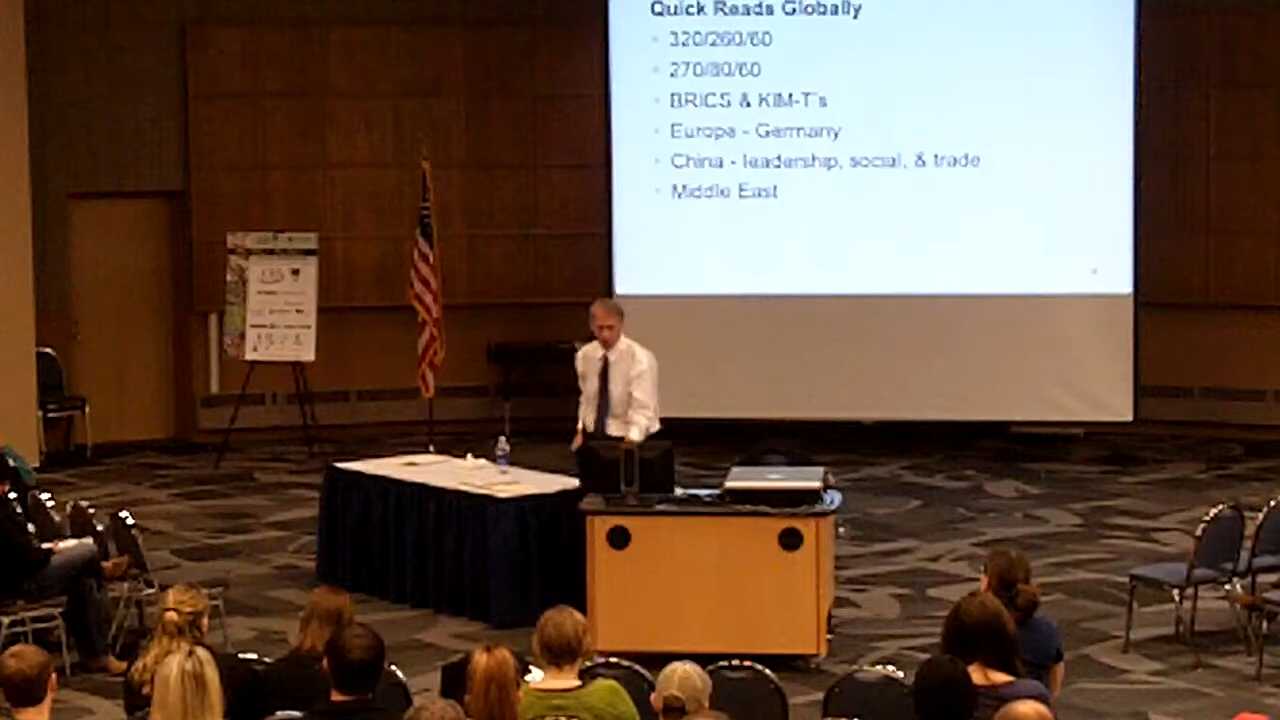 Quick Reads Globally
320/260/60
270/80/60
BRICS & KIM-T's
Europa - Germany
China - leadership, social, & trade
Middle East